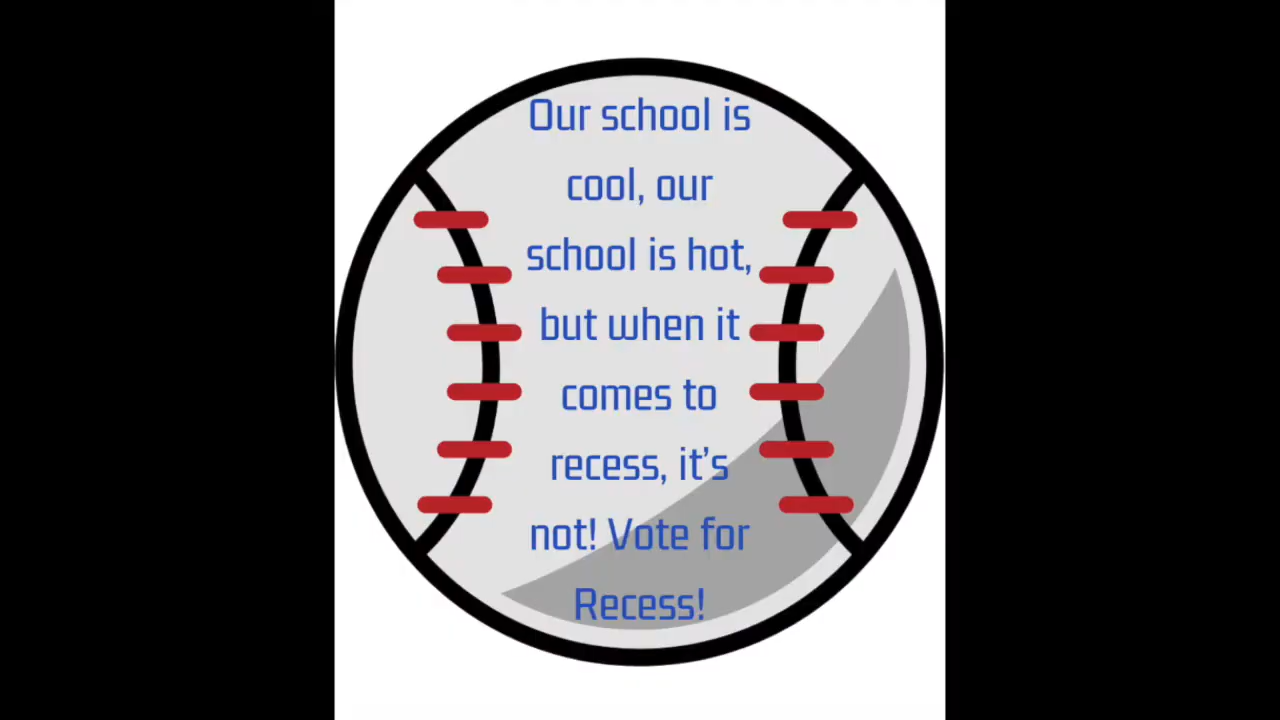 Our school is
cool, our
school is hot,
but when it
comes to
recess, it's
not! Vote for
Recess!